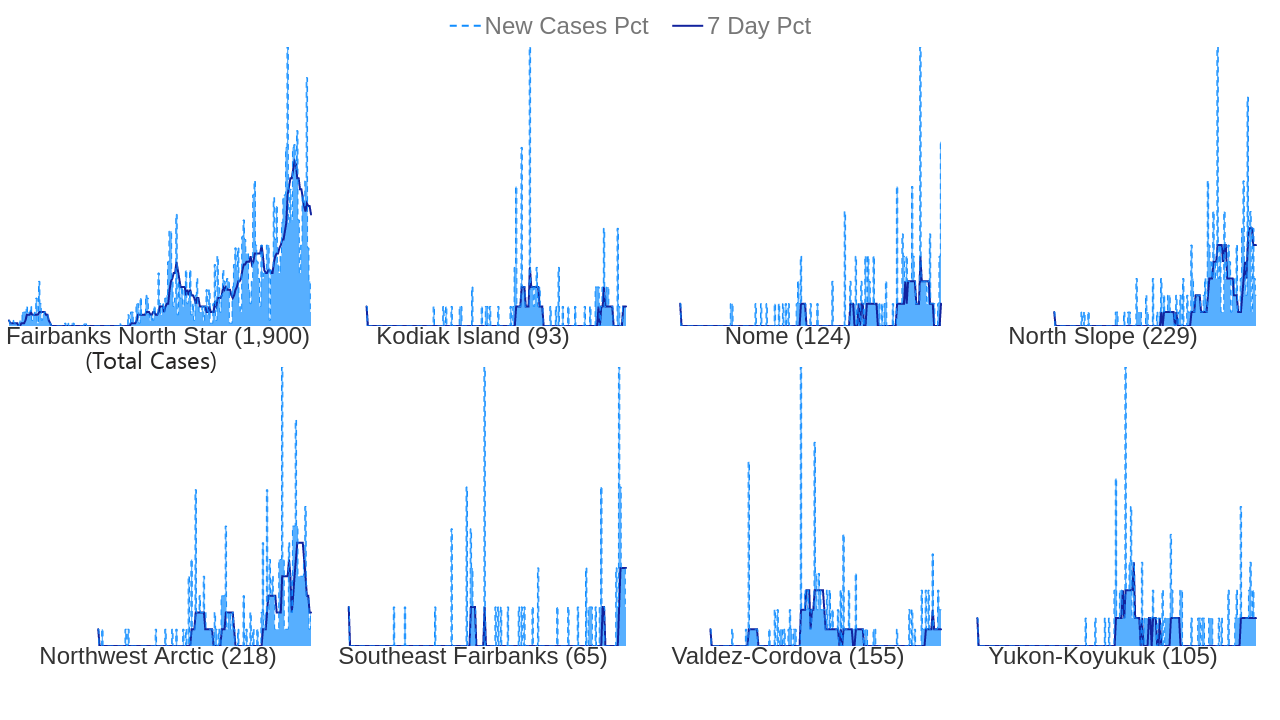 New Cases Pct 7 Day Pct
Fairbanks North Star (1,900) Kodiak Island (93) Nome (124) North Slope (229)
(Total Cases)
Northwest Arctic (218) Southeast Fairbanks (65) Valdez-Cordova (155) Yukon-Koyukuk (105)